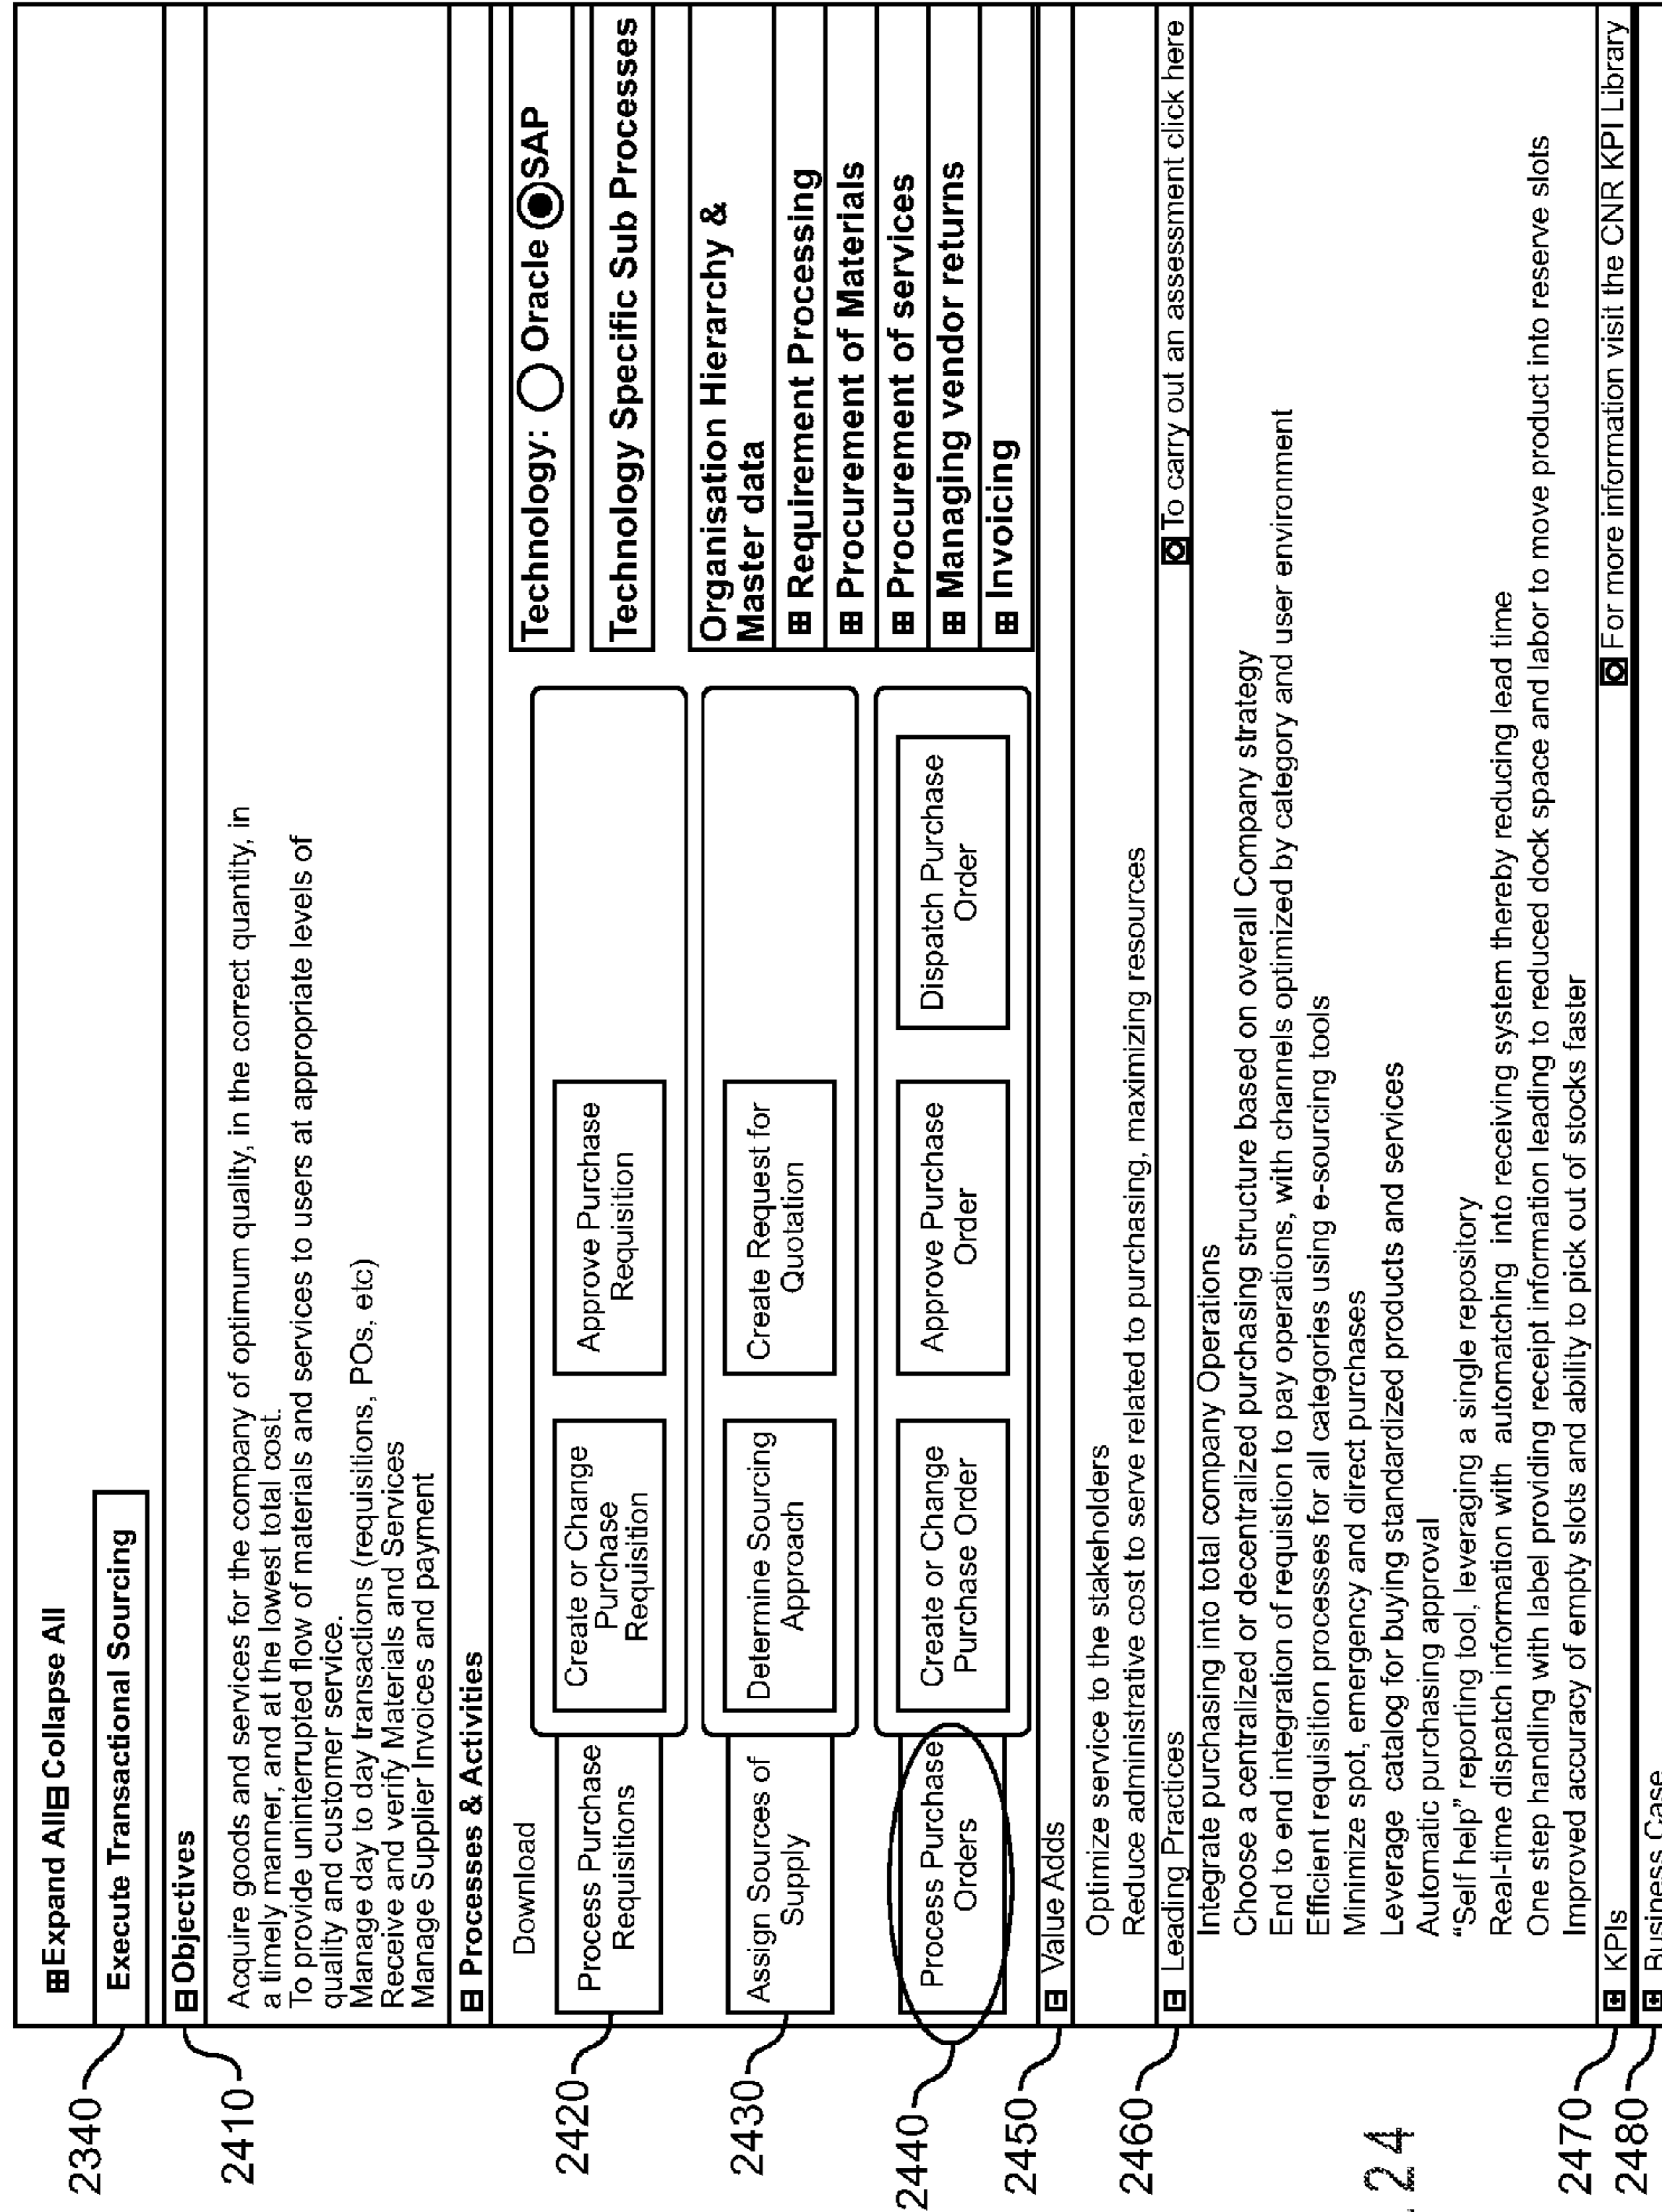 ⊞Expand All⊟Collapse All
2340
Execute Transactional Sourcing
2410
⊟ Objectives
Acquire goods and services for the company of optimum quality, in the correct quantity, in
a timely manner, and at the lowest total cost.
To provide uninterrupted flow of materials and services to users at appropriate levels of
quality and customer service.
Manage day to day transactions (requisitions, POs, etc)
Receive and verify Materials and Services
Manage Supplier Invoices and payment
⊟ Processes & Activities
Download
2420
Process Purchase
Requisitions
Create or Change
Purchase
Requisition
Approve Purchase
Requisition
2430
Assign Sources of
Supply
Determine Sourcing
Approach
Create Request for
Quotation
2440
Process Purchase
Orders
Create or Change
Purchase Order
Approve Purchase
Order
Dispatch Purchase
Order
Technology: Oracle SAP
Technology Specific Sub Processes
Organisation Hierarchy &
Master data
⊞ Requirement Processing
⊞ Procurement of Materials
⊞ Procurement of services
⊞ Managing vendor returns
⊞ Invoicing
2450
⊟ Value Adds
Optimize service to the stakeholders
Reduce administrative cost to serve related to purchasing, maximizing resources
2460
⊟ Leading Practices
To carry out an assessment click here
Integrate purchasing into total company Operations
Choose a centralized or decentralized purchasing structure based on overall Company strategy
End to end integration of requistion to pay operations, with channels optimized by category and user environment
Efficient requisition processes for all categories using e-sourcing tools
Minimize spot, emergency and direct purchases
Leverage catalog for buying standardized products and services
Automatic purchasing approval
“Self help” reporting tool, leveraging a single repository
Real-time dispatch information with automatching into receiving system thereby reducing lead time
One step handling with label providing receipt information leading to reduced dock space and labor to move product into reserve slots
Improved accuracy of empty slots and ability to pick out of stocks faster
2470
⊞ KPIs
For more information visit the CNR KPI Library
2480
⊞ Business Case
. 24